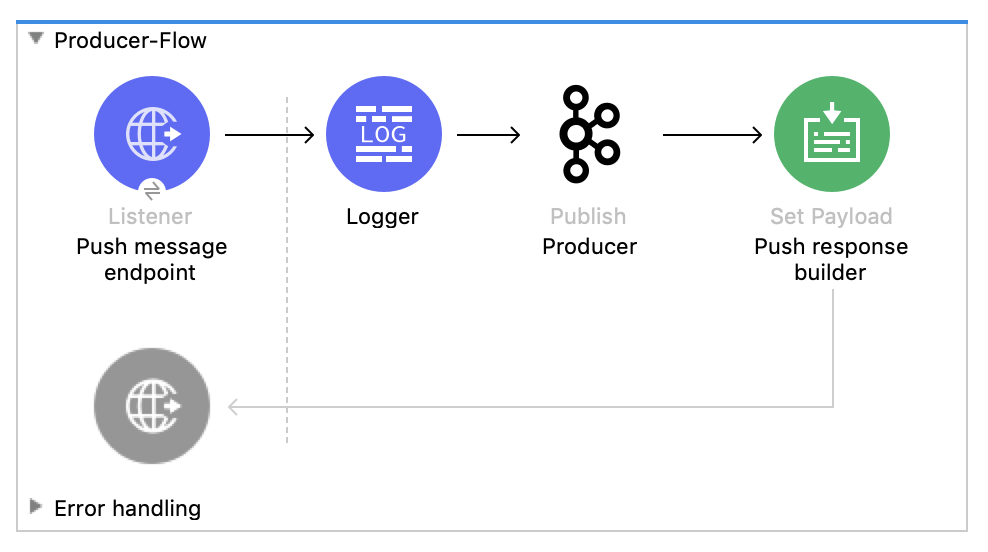 Producer-Flow
LOG
Listener
Push message
endpoint
Logger
Publish
Producer
Set Payload
Push response
builder
Error handling